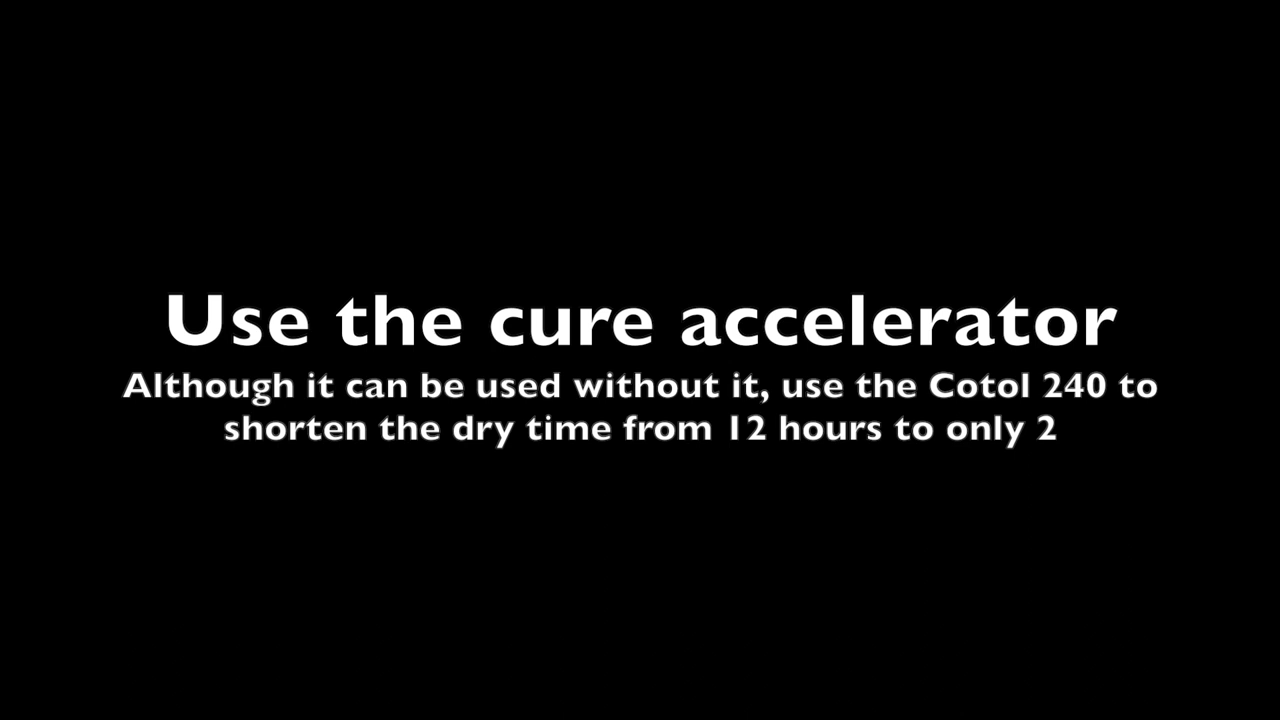 Use the cure accelerator
Although it can be used without it, use the Cotol 240 to
shorten the dry time from 12 hours to only 2